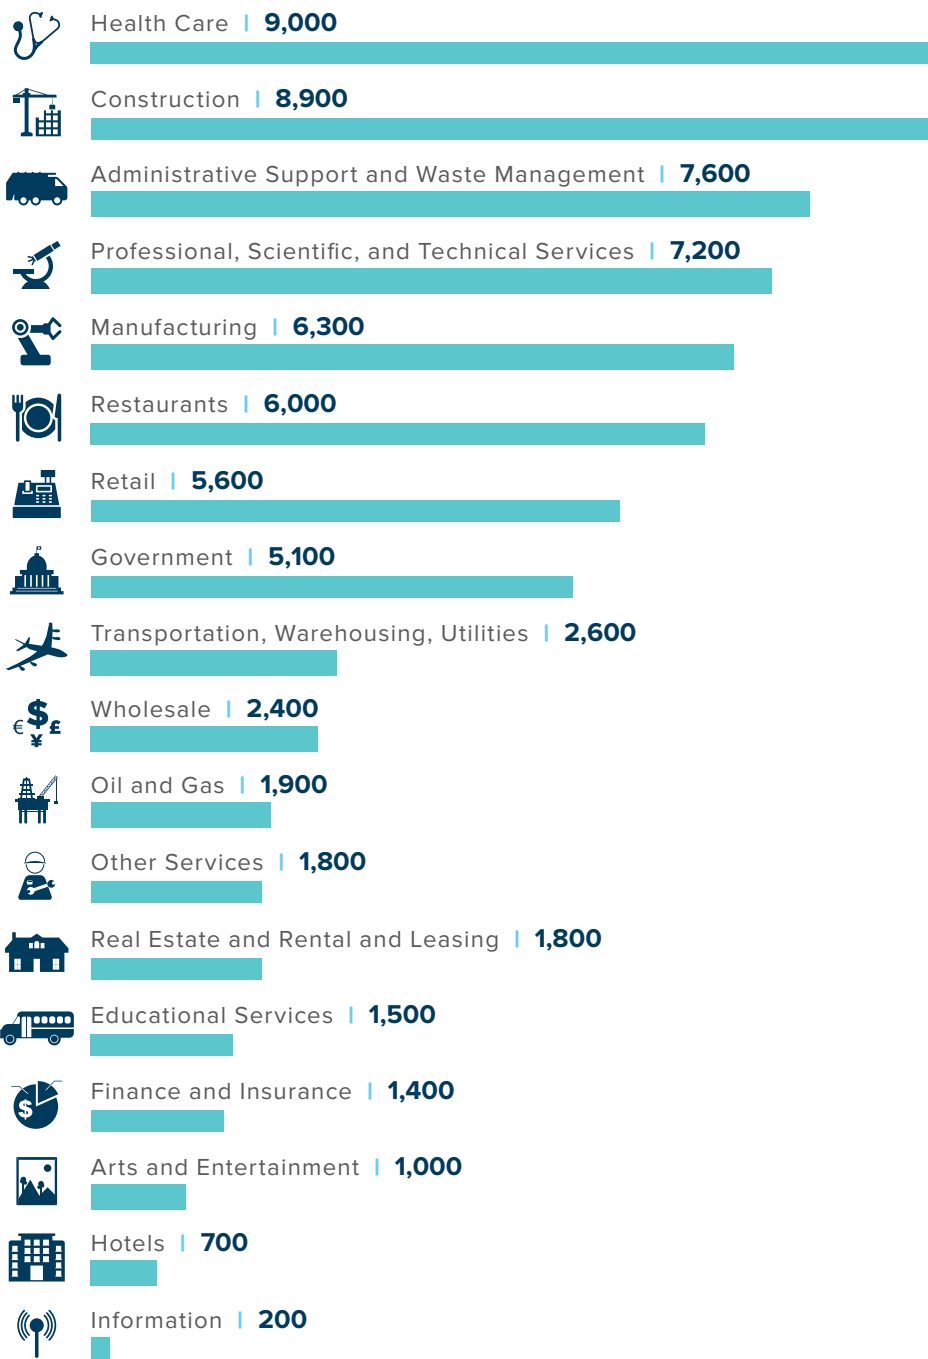 Health Care | 9,000
Construction | 8,900
Administrative Support and Waste Management | 7,600
Professional, Scientific, and Technical Services | 7,200
Manufacturing | 6,300
Restaurants | 6,000
Retail | 5,600
Government | 5,100
Transportation, Warehousing, Utilities | 2,600
€ $ £
¥
Wholesale | 2,400
Oil and Gas | 1,900
Other Services | 1,800
Real Estate and Rental and Leasing | 1,800
Educational Services | 1,500
$
Finance and Insurance | 1,400
Arts and Entertainment | 1,000
Hotels | 700
Information | 200